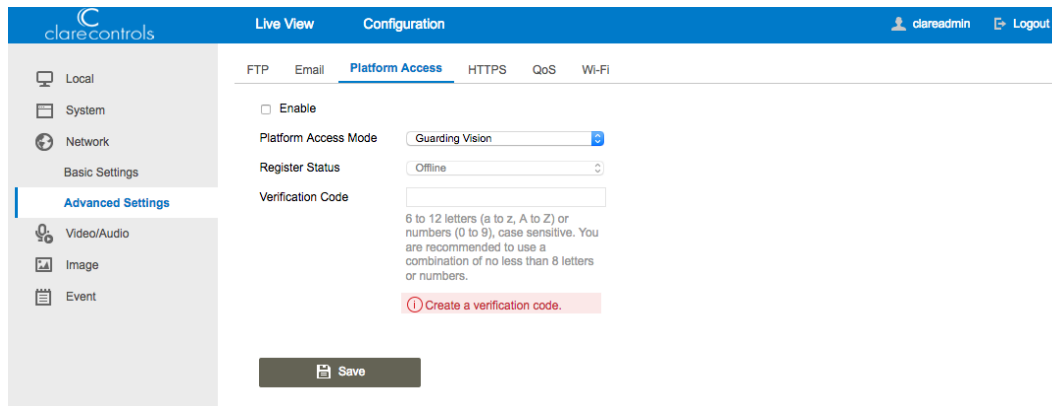 clarecontrols
Live View
Configuration
clareadmin
Logout
Local
System
Network
Basic Settings
Advanced Settings
Video/Audio
Image
Event
FTP
Email
Platform Access
HTTPS
QoS
Wi-Fi
Enable
Platform Access Mode
Guarding Vision
Register Status
Offline
Verification Code
6 to 12 letters (a to z, A to Z) or
numbers (0 to 9), case sensitive. You
are recommended to use a
combination of no less than 8 letters
or numbers.
Create a verification code.
Save